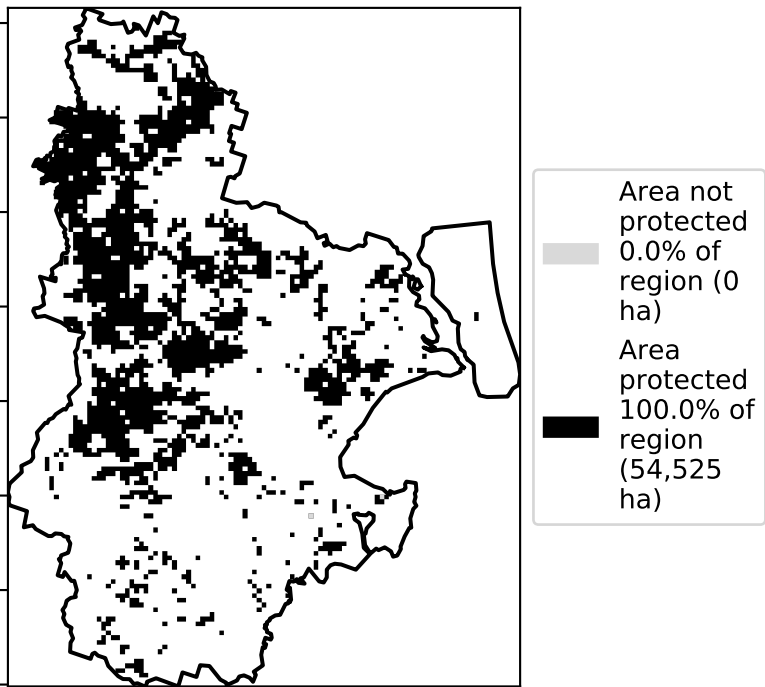 Area not
protected
0.0% of
region (0
ha)
Area
protected
100.0% of
region
(54,525
ha)